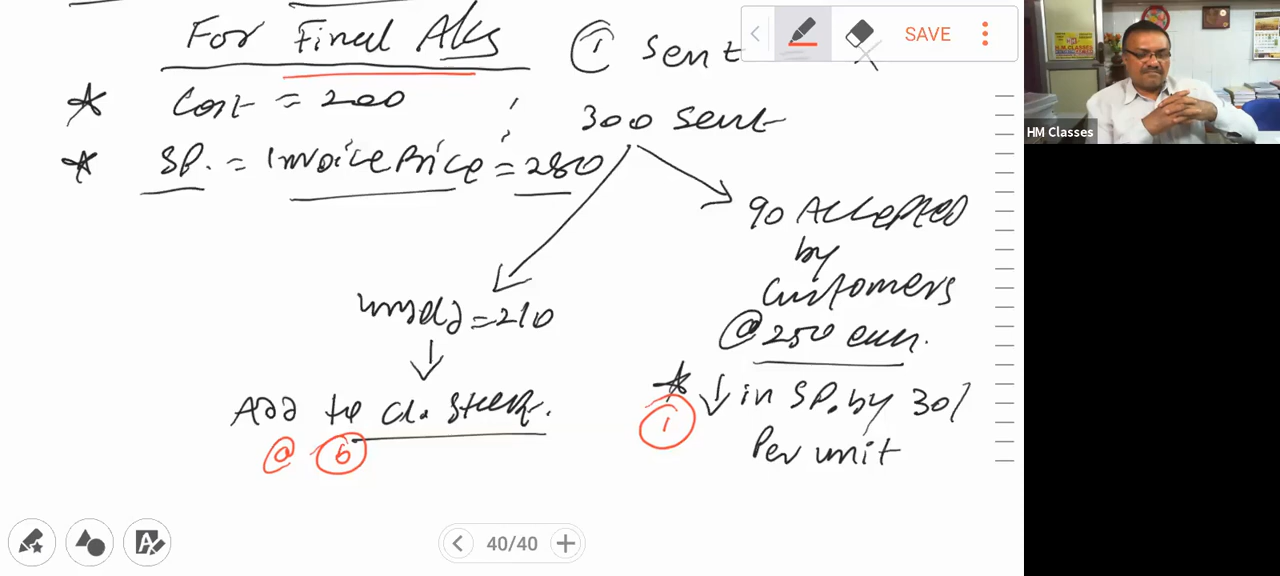 For Final A/cs
① Sent
SAVE
★ Cost = 200
300 Sent
★ SP. = Invoice Price = 280
HM Classes
90 Accepted
by
Customers
@ 250 each.
unsold = 210
★ ↓ in SP. by 30/
①
Per unit
Add to Cl. Stock.
@ 6
40/40